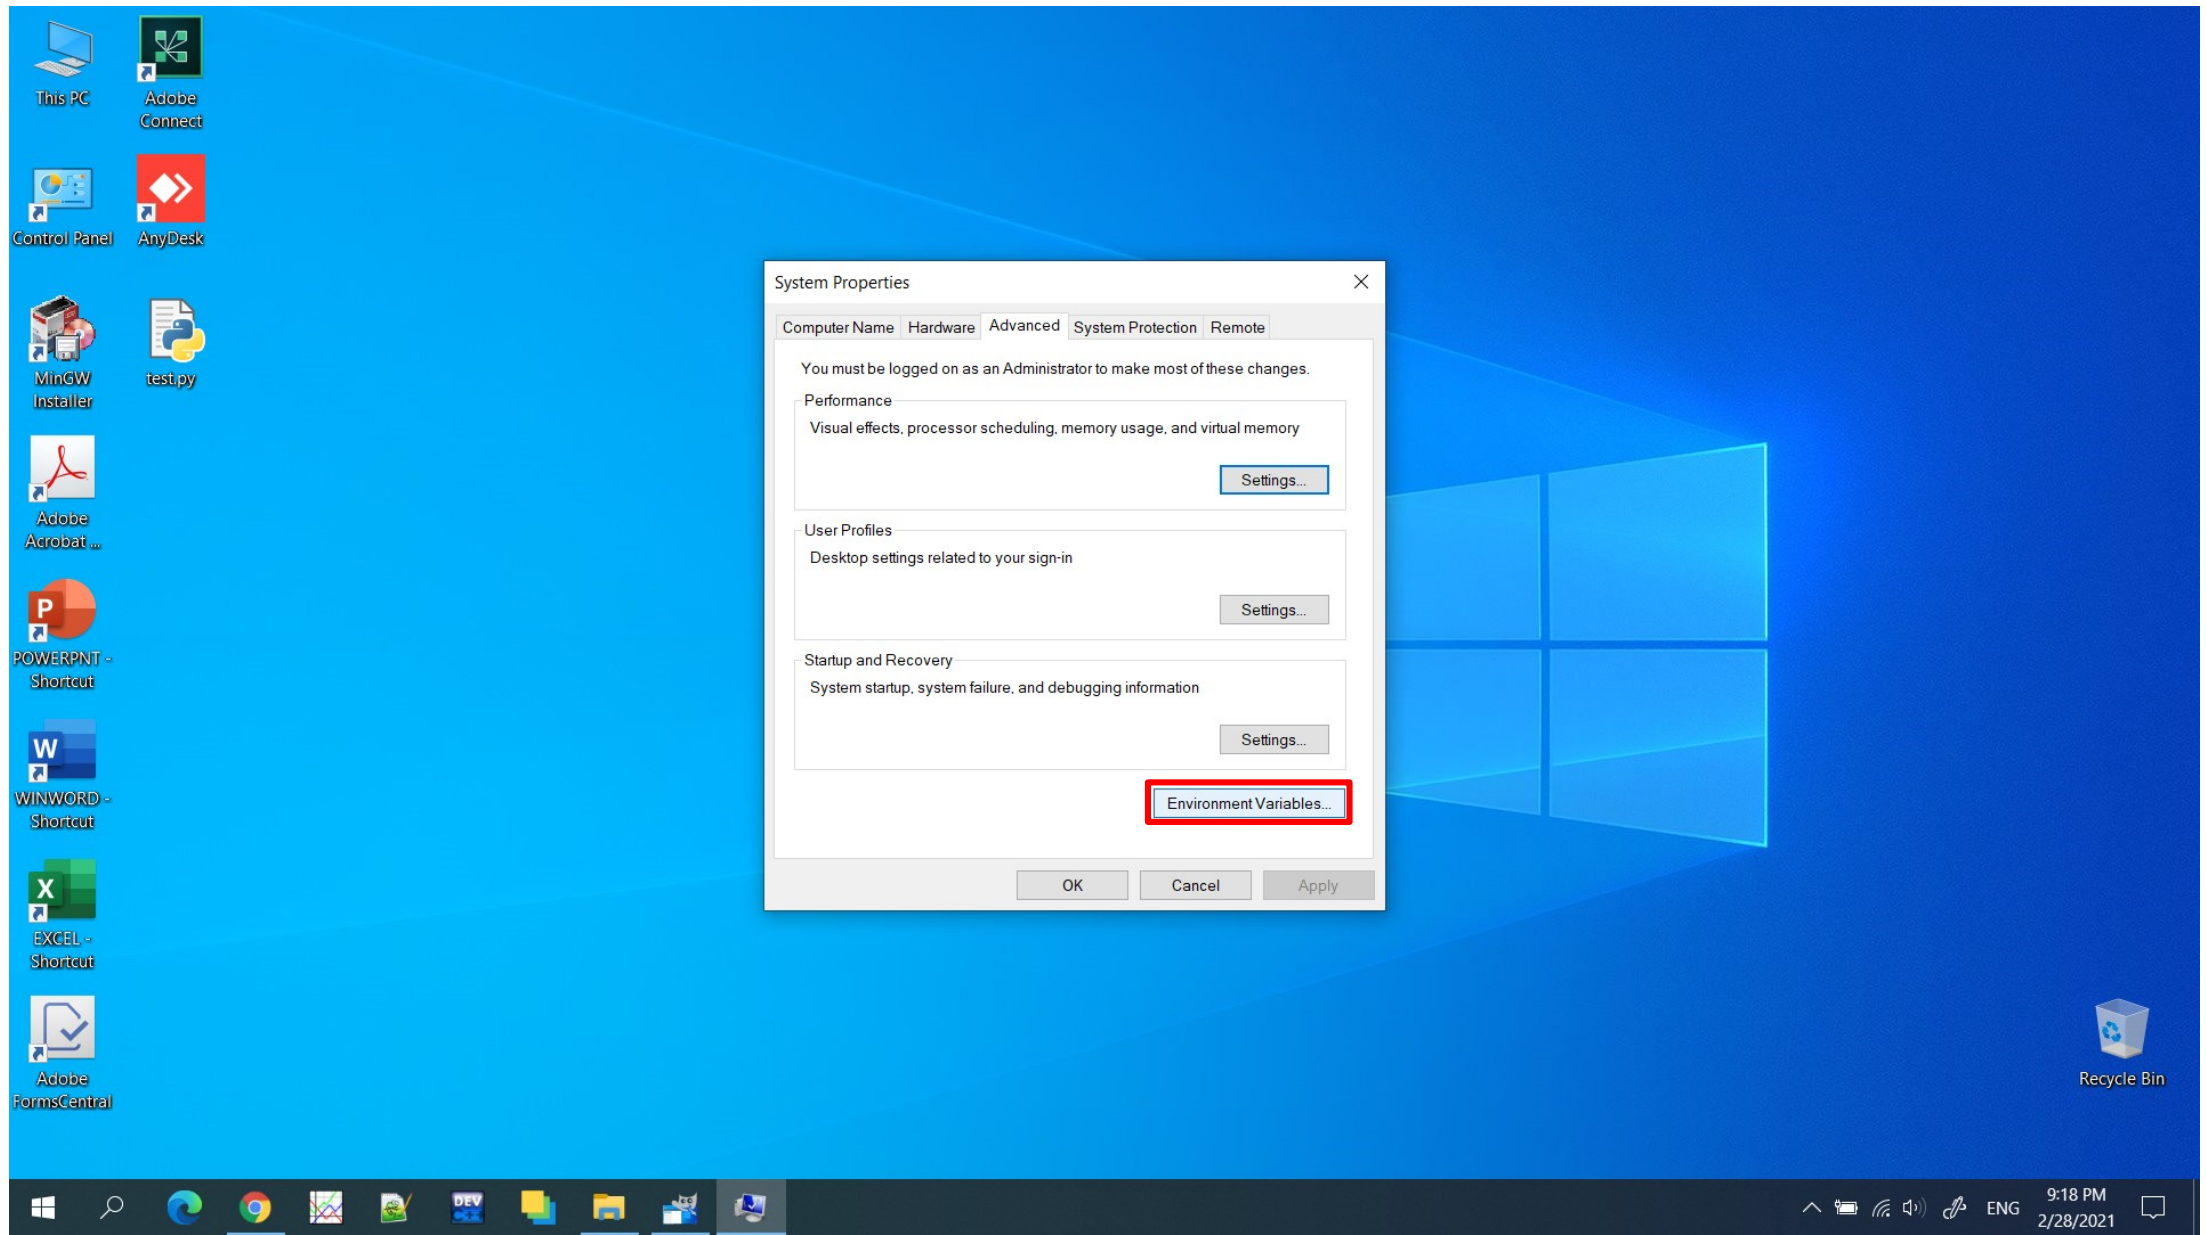 This PC
Adobe
Connect
Control Panel
AnyDesk
MinGW
Installer
test.py
Adobe
Acrobat ...
POWERPNT -
Shortcut
WINWORD -
Shortcut
EXCEL -
Shortcut
Adobe
FormsCentral
System Properties
Computer Name
Hardware
Advanced
System Protection
Remote
You must be logged on as an Administrator to make most of these changes.
Performance
Visual effects, processor scheduling, memory usage, and virtual memory
Settings...
User Profiles
Desktop settings related to your sign-in
Settings...
Startup and Recovery
System startup, system failure, and debugging information
Settings...
Environment Variables...
OK
Cancel
Apply
Recycle Bin
DEV
C++
ENG
9:18 PM
2/28/2021